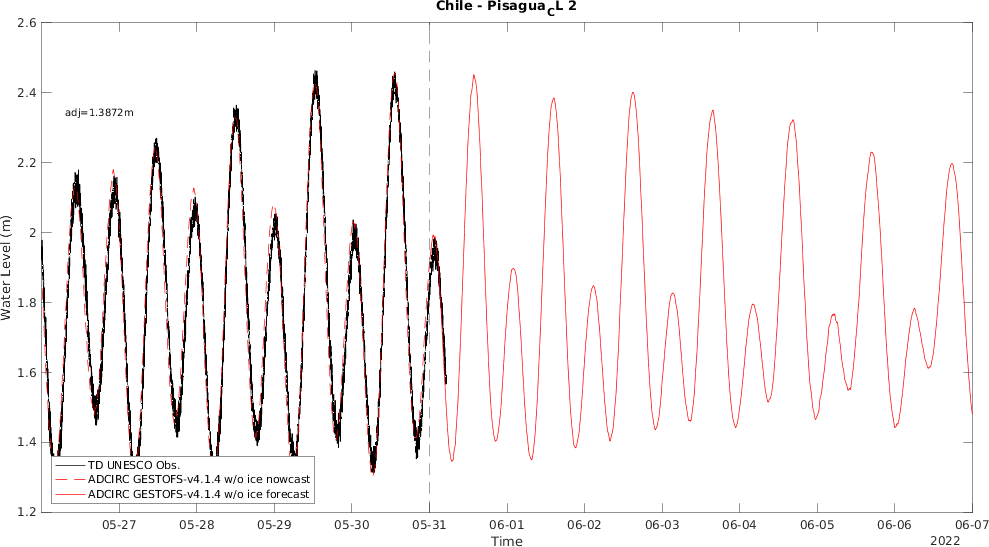 Chile - Pisagua_CL 2
2.6
2.4
2.2
2
1.8
1.6
1.4
1.2
Water Level (m)
adj=1.3872m
TD UNESCO Obs.
ADCIRC GESTOFS-v4.1.4 w/o ice nowcast
ADCIRC GESTOFS-v4.1.4 w/o ice forecast
05-27 05-28 05-29 05-30 05-31 06-01 06-02 06-03 06-04 06-05 06-06 06-07
Time
2022